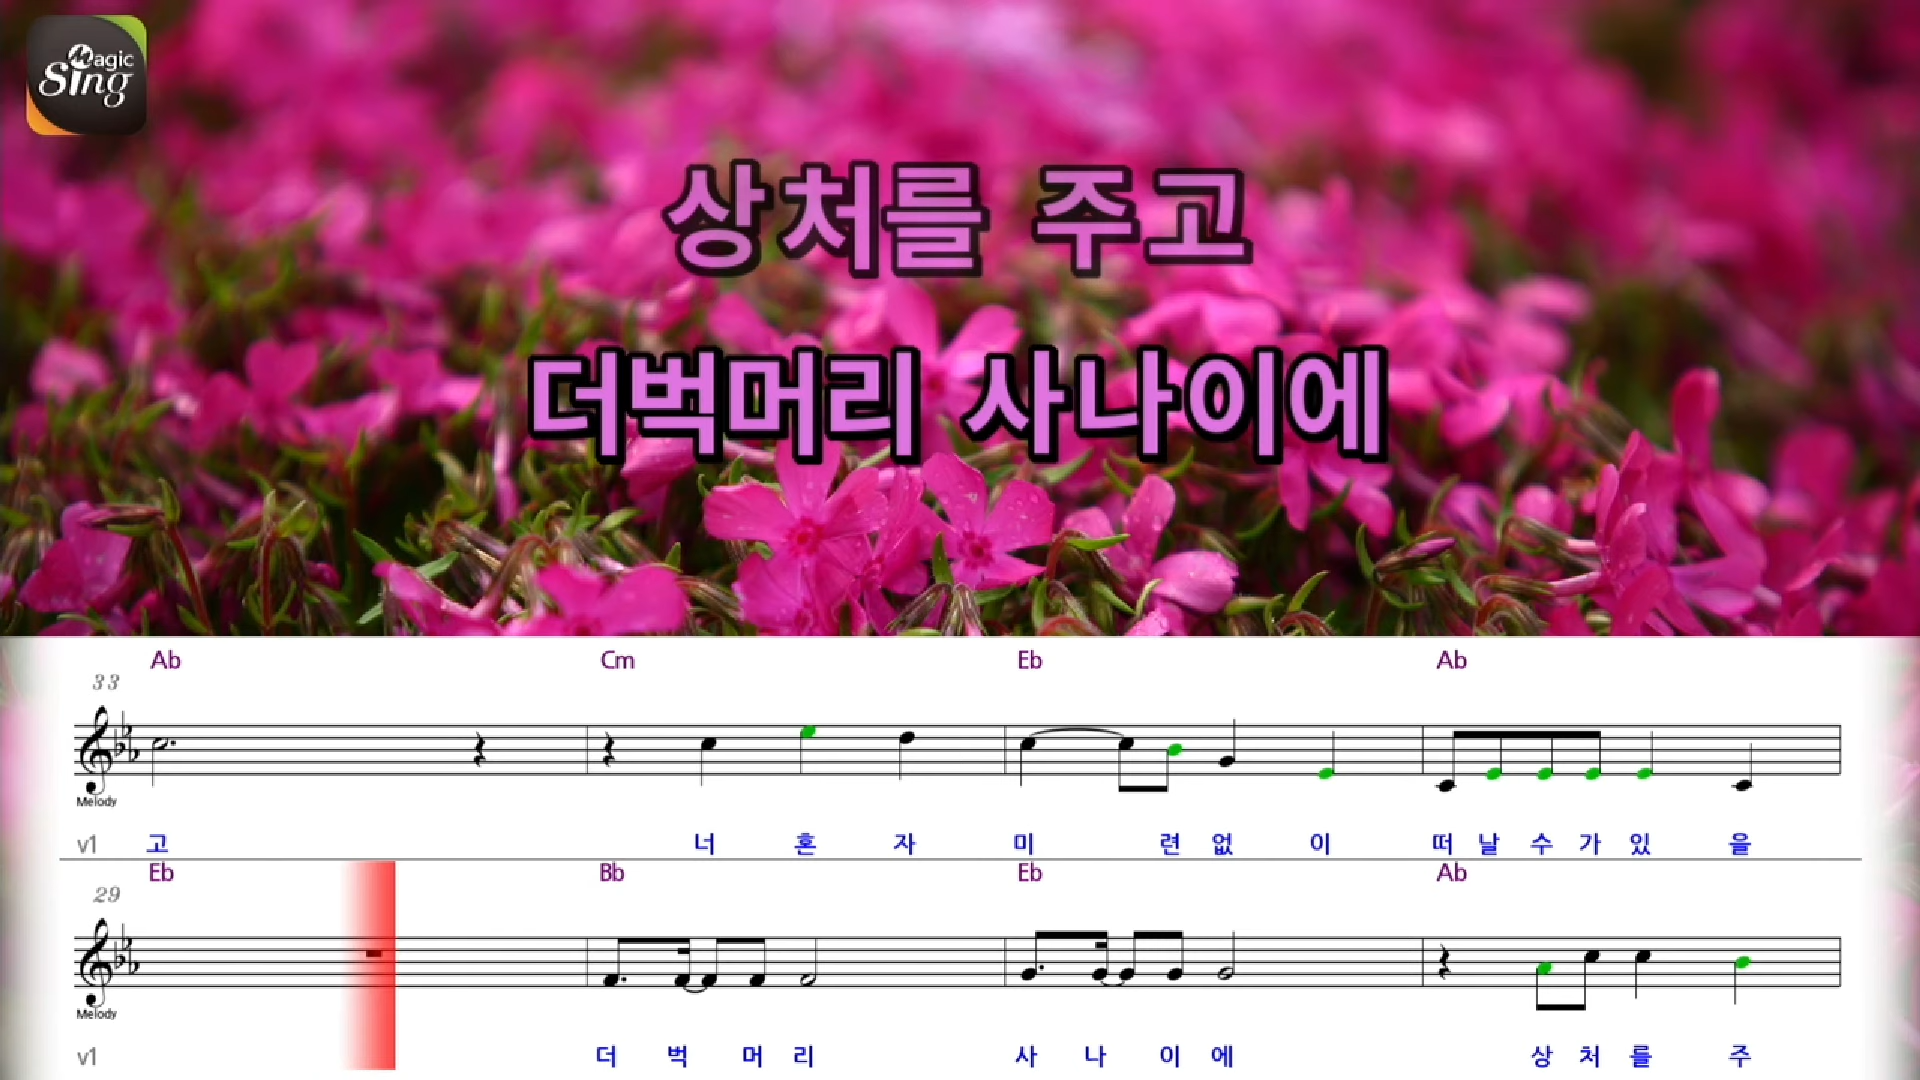 Magic
Sing
상처를 주고
더벅머리 사나이에
Ab Cm Eb Ab
33
Melody
v1 고 너 혼 자 미 련 없 이 떠 날 수 가 있 을
Eb Bb Eb Ab
29
Melody
v1 더 벅 머 리 사 나 이 에 상 처 를 주